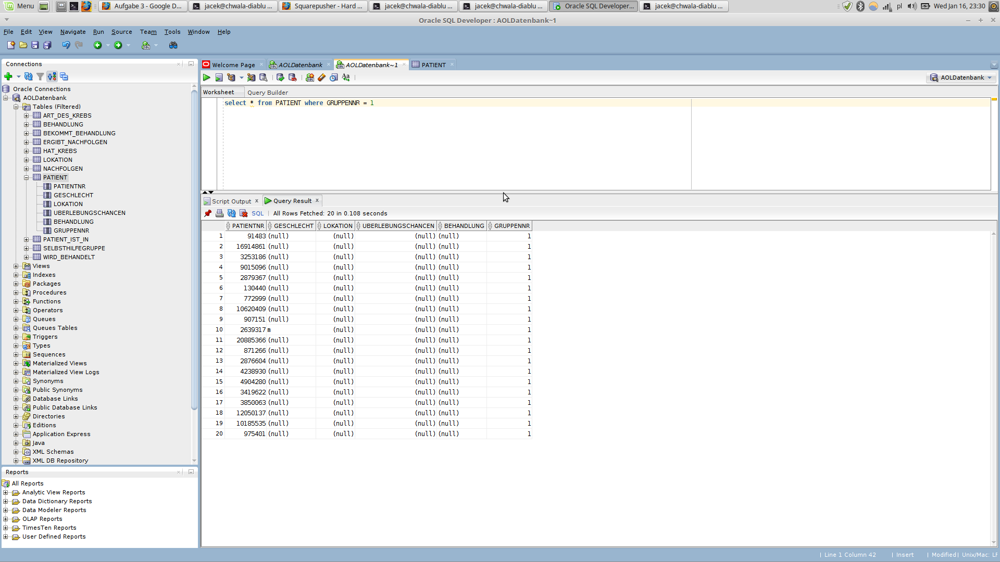 Menu Aufgabe 3 - Google D... jacek@chwala-diablu ... Squarepusher - Hard ... jacek@chwala-diablu ... jacek@chwala-diablu ... Oracle SQL Developer... jacek@chwala-diablu ... pl Wed Jan 16, 23:30
Oracle SQL Developer : AOLDatenbank~1
File Edit View Navigate Run Source Team Tools Window Help
Connections
Oracle Connections
AOLDatenbank
Tables (Filtered)
ART_DES_KREBS
BEHANDLUNG
BEKOMMT_BEHANDLUNG
ERGIBT_NACHFOLGEN
HAT_KREBS
LOKATION
NACHFOLGEN
PATIENT
PATIENTNR
GESCHLECHT
LOKATION
UBERLEBUNGSCHANCEN
BEHANDLUNG
GRUPPENNR
PATIENT_IST_IN
SELBSTHILFEGRUPPE
WIRD_BEHANDELT
Views
Indexes
Packages
Procedures
Functions
Operators
Queues
Queues Tables
Triggers
Types
Sequences
Materialized Views
Materialized View Logs
Synonyms
Public Synonyms
Database Links
Public Database Links
Directories
Editions
Application Express
Java
XML Schemas
XML DB Repository
Reports
All Reports
Analytic View Reports
Data Dictionary Reports
Data Modeler Reports
OLAP Reports
TimesTen Reports
User Defined Reports
Welcome Page AOLDatenbank AOLDatenbank~1 PATIENT
AOLDatenbank
Worksheet Query Builder
select * from PATIENT where GRUPPENNR = 1
Script Output Query Result
SQL All Rows Fetched: 20 in 0.108 seconds
PATIENTNR GESCHLECHT LOKATION UBERLEBUNGSCHANCEN BEHANDLUNG GRUPPENNR
1 91483 (null) (null) (null) (null) 1
2 16914861 (null) (null) (null) (null) 1
3 3253186 (null) (null) (null) (null) 1
4 9015096 (null) (null) (null) (null) 1
5 2879367 (null) (null) (null) (null) 1
6 130440 (null) (null) (null) (null) 1
7 772999 (null) (null) (null) (null) 1
8 10620409 (null) (null) (null) (null) 1
9 907151 (null) (null) (null) (null) 1
10 2639317 m (null) (null) (null) 1
11 20885366 (null) (null) (null) (null) 1
12 871266 (null) (null) (null) (null) 1
13 2876604 (null) (null) (null) (null) 1
14 4238930 (null) (null) (null) (null) 1
15 4904280 (null) (null) (null) (null) 1
16 3419622 (null) (null) (null) (null) 1
17 3850063 (null) (null) (null) (null) 1
18 12050137 (null) (null) (null) (null) 1
19 10185535 (null) (null) (null) (null) 1
20 975401 (null) (null) (null) (null) 1
Line 1 Column 42 Insert Modified Unix/Mac: LF